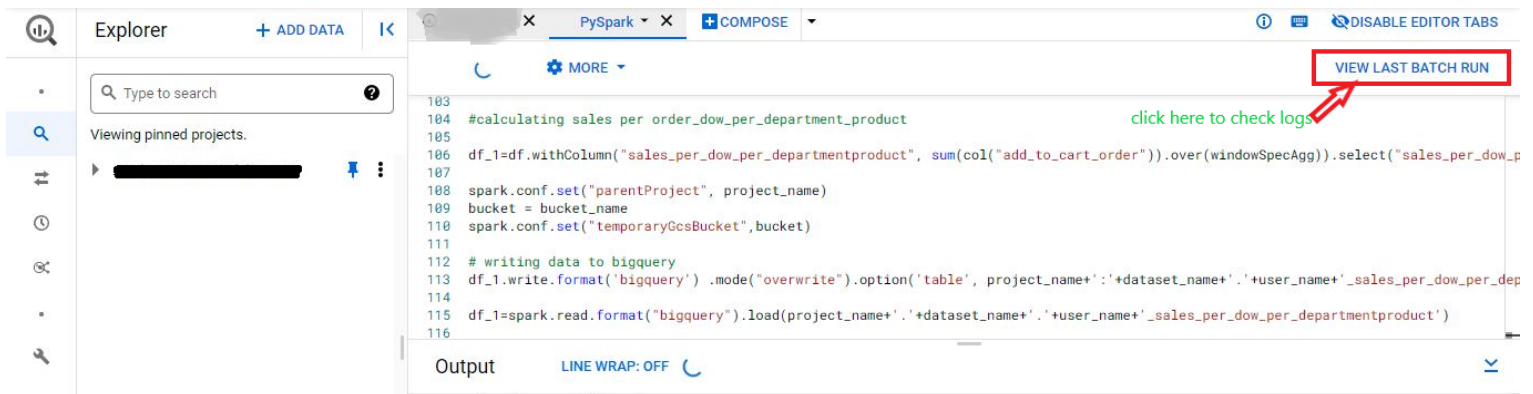 Explorer
+ ADD DATA
PySpark
COMPOSE
DISABLE EDITOR TABS
Type to search
MORE
VIEW LAST BATCH RUN
click here to check logs
Viewing pinned projects.
103
104 #calculating sales per order_dow_per_department_product
105
106 df_1=df.withColumn("sales_per_dow_per_departmentproduct", sum(col("add_to_cart_order")).over(windowSpecAgg)).select("sales_per_dow_p
107
108 spark.conf.set("parentProject", project_name)
109 bucket = bucket_name
110 spark.conf.set("temporaryGcsBucket",bucket)
111
112 # writing data to bigquery
113 df_1.write.format('bigquery') .mode("overwrite").option('table', project_name+':'+dataset_name+'.'+user_name+'_sales_per_dow_per_dep
114
115 df_1=spark.read.format("bigquery").load(project_name+'.'+dataset_name+'.'+user_name+'_sales_per_dow_per_departmentproduct')
116
Output
LINE WRAP: OFF